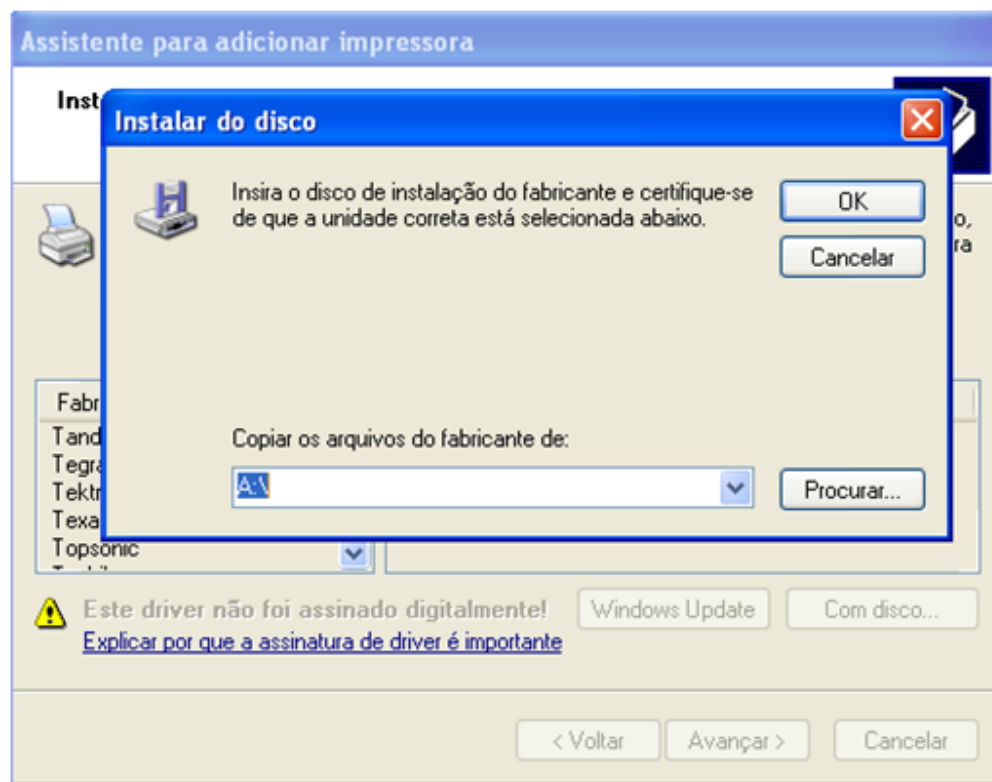 Assistente para adicionar impressora
Inst
Instalar do disco
Insira o disco de instalação do fabricante e certifique-se
de que a unidade correta está selecionada abaixo.
OK
Cancelar
o,
ra
Fabr
Tand
Tegra
Tektr
Texa
Topsonic
Copiar os arquivos do fabricante de:
A:\
Procurar...
Este driver não foi assinado digitalmente!
Windows Update
Com disco...
Explicar por que a assinatura de driver é importante
< Voltar
Avançar >
Cancelar